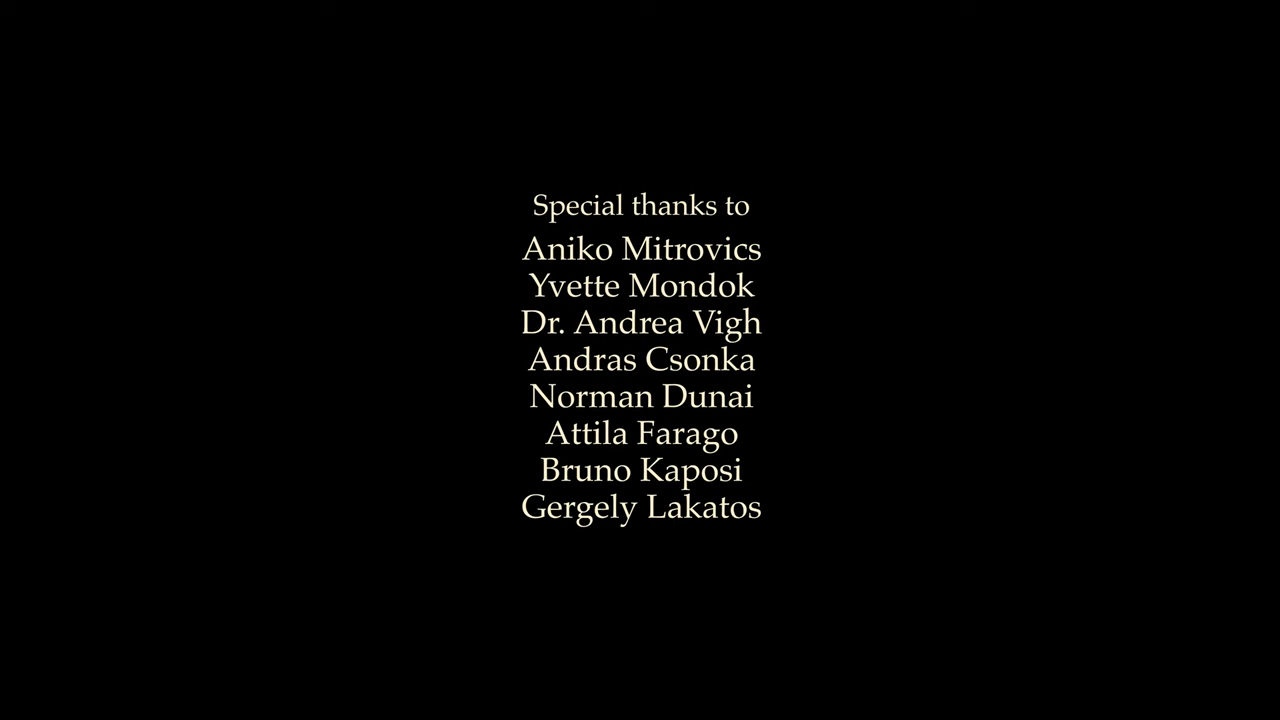 Special thanks to
Aniko Mitrovics
Yvette Mondok
Dr. Andrea Vigh
Andras Csonka
Norman Dunai
Attila Farago
Bruno Kaposi
Gergely Lakatos